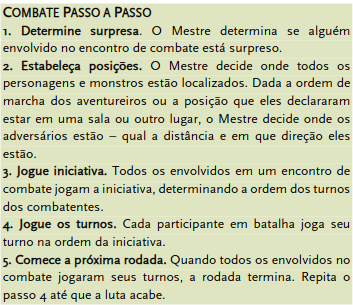 COMBATE PASSO A PASSO
1. Determine surpresa. O Mestre determina se alguém
envolvido no encontro de combate está surpreso.
2. Estabeleça posições. O Mestre decide onde todos os
personagens e monstros estão localizados. Dada a ordem de
marcha dos aventureiros ou a posição que eles declararam
estar em uma sala ou outro lugar, o Mestre decide onde os
adversários estão – qual a distância e em que direção eles
estão.
3. Jogue iniciativa. Todos os envolvidos em um encontro de
combate jogam a iniciativa, determinando a ordem dos turnos
dos combatentes.
4. Jogue os turnos. Cada participante em batalha joga seu
turno na ordem da iniciativa.
5. Comece a próxima rodada. Quando todos os envolvidos no
combate jogaram seus turnos, a rodada termina. Repita o
passo 4 até que a luta acabe.